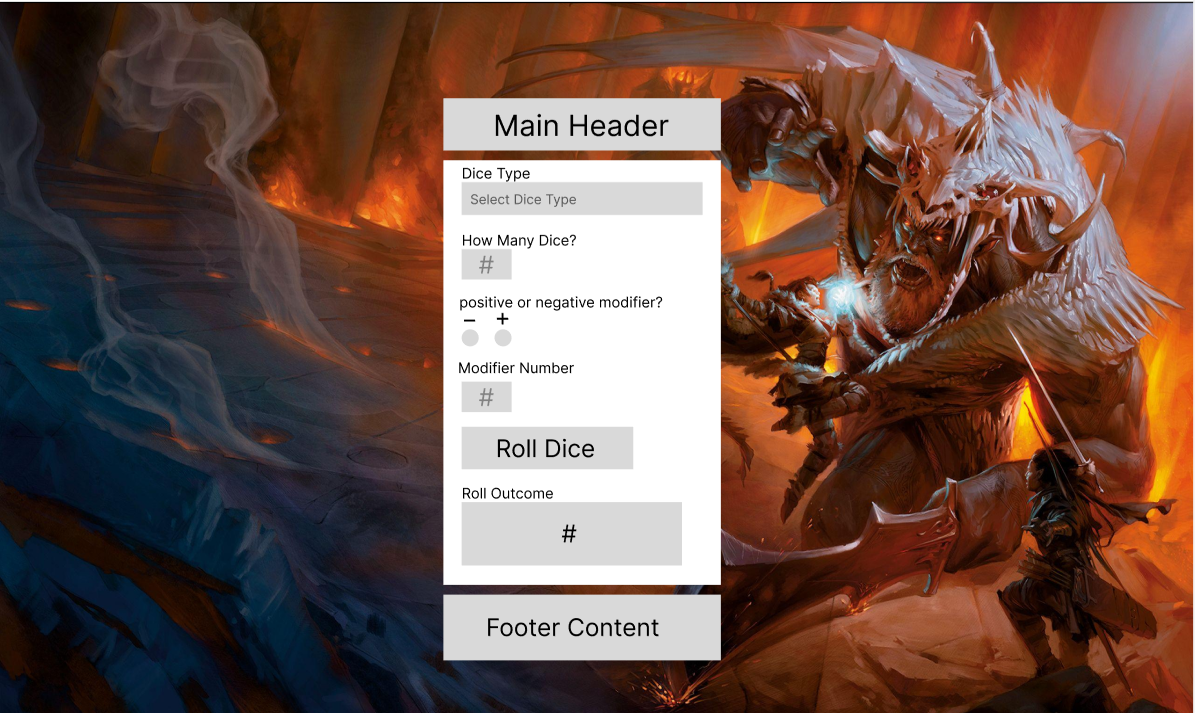 Main Header
Dice Type
Select Dice Type
How Many Dice?
#
positive or negative modifier?
− +
Modifier Number
#
Roll Dice
Roll Outcome
#
Footer Content